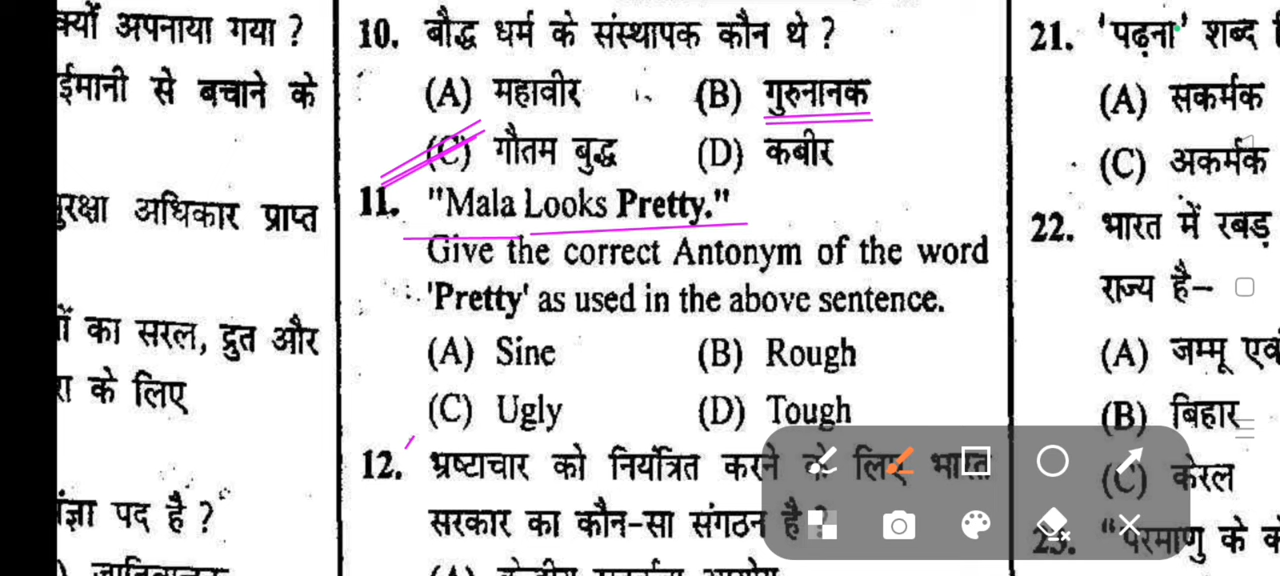 क्यों अपनाया गया ?
ईमानी से बचाने के
सुरक्षा अधिकार प्राप्त
का सरल, द्रुत और
के लिए
पद है ?
10. बौद्ध धर्म के संस्थापक कौन थे ?
(A) महावीर (B) गुरुनानक
(C) गौतम बुद्ध (D) कबीर
11. "Mala Looks Pretty."
Give the correct Antonym of the word
'Pretty' as used in the above sentence.
(A) Sine (B) Rough
(C) Ugly (D) Tough
12. भ्रष्टाचार को नियंत्रित करने के लिए भारत
सरकार का कौन-सा संगठन है ?
21. 'पढ़ना' शब्द
(A) सकर्मक
(C) अकर्मक
22. भारत में रबड़
राज्य है–
(A) जम्मू एवं
(B) बिहार
(C) केरल
23. "परमाणु के